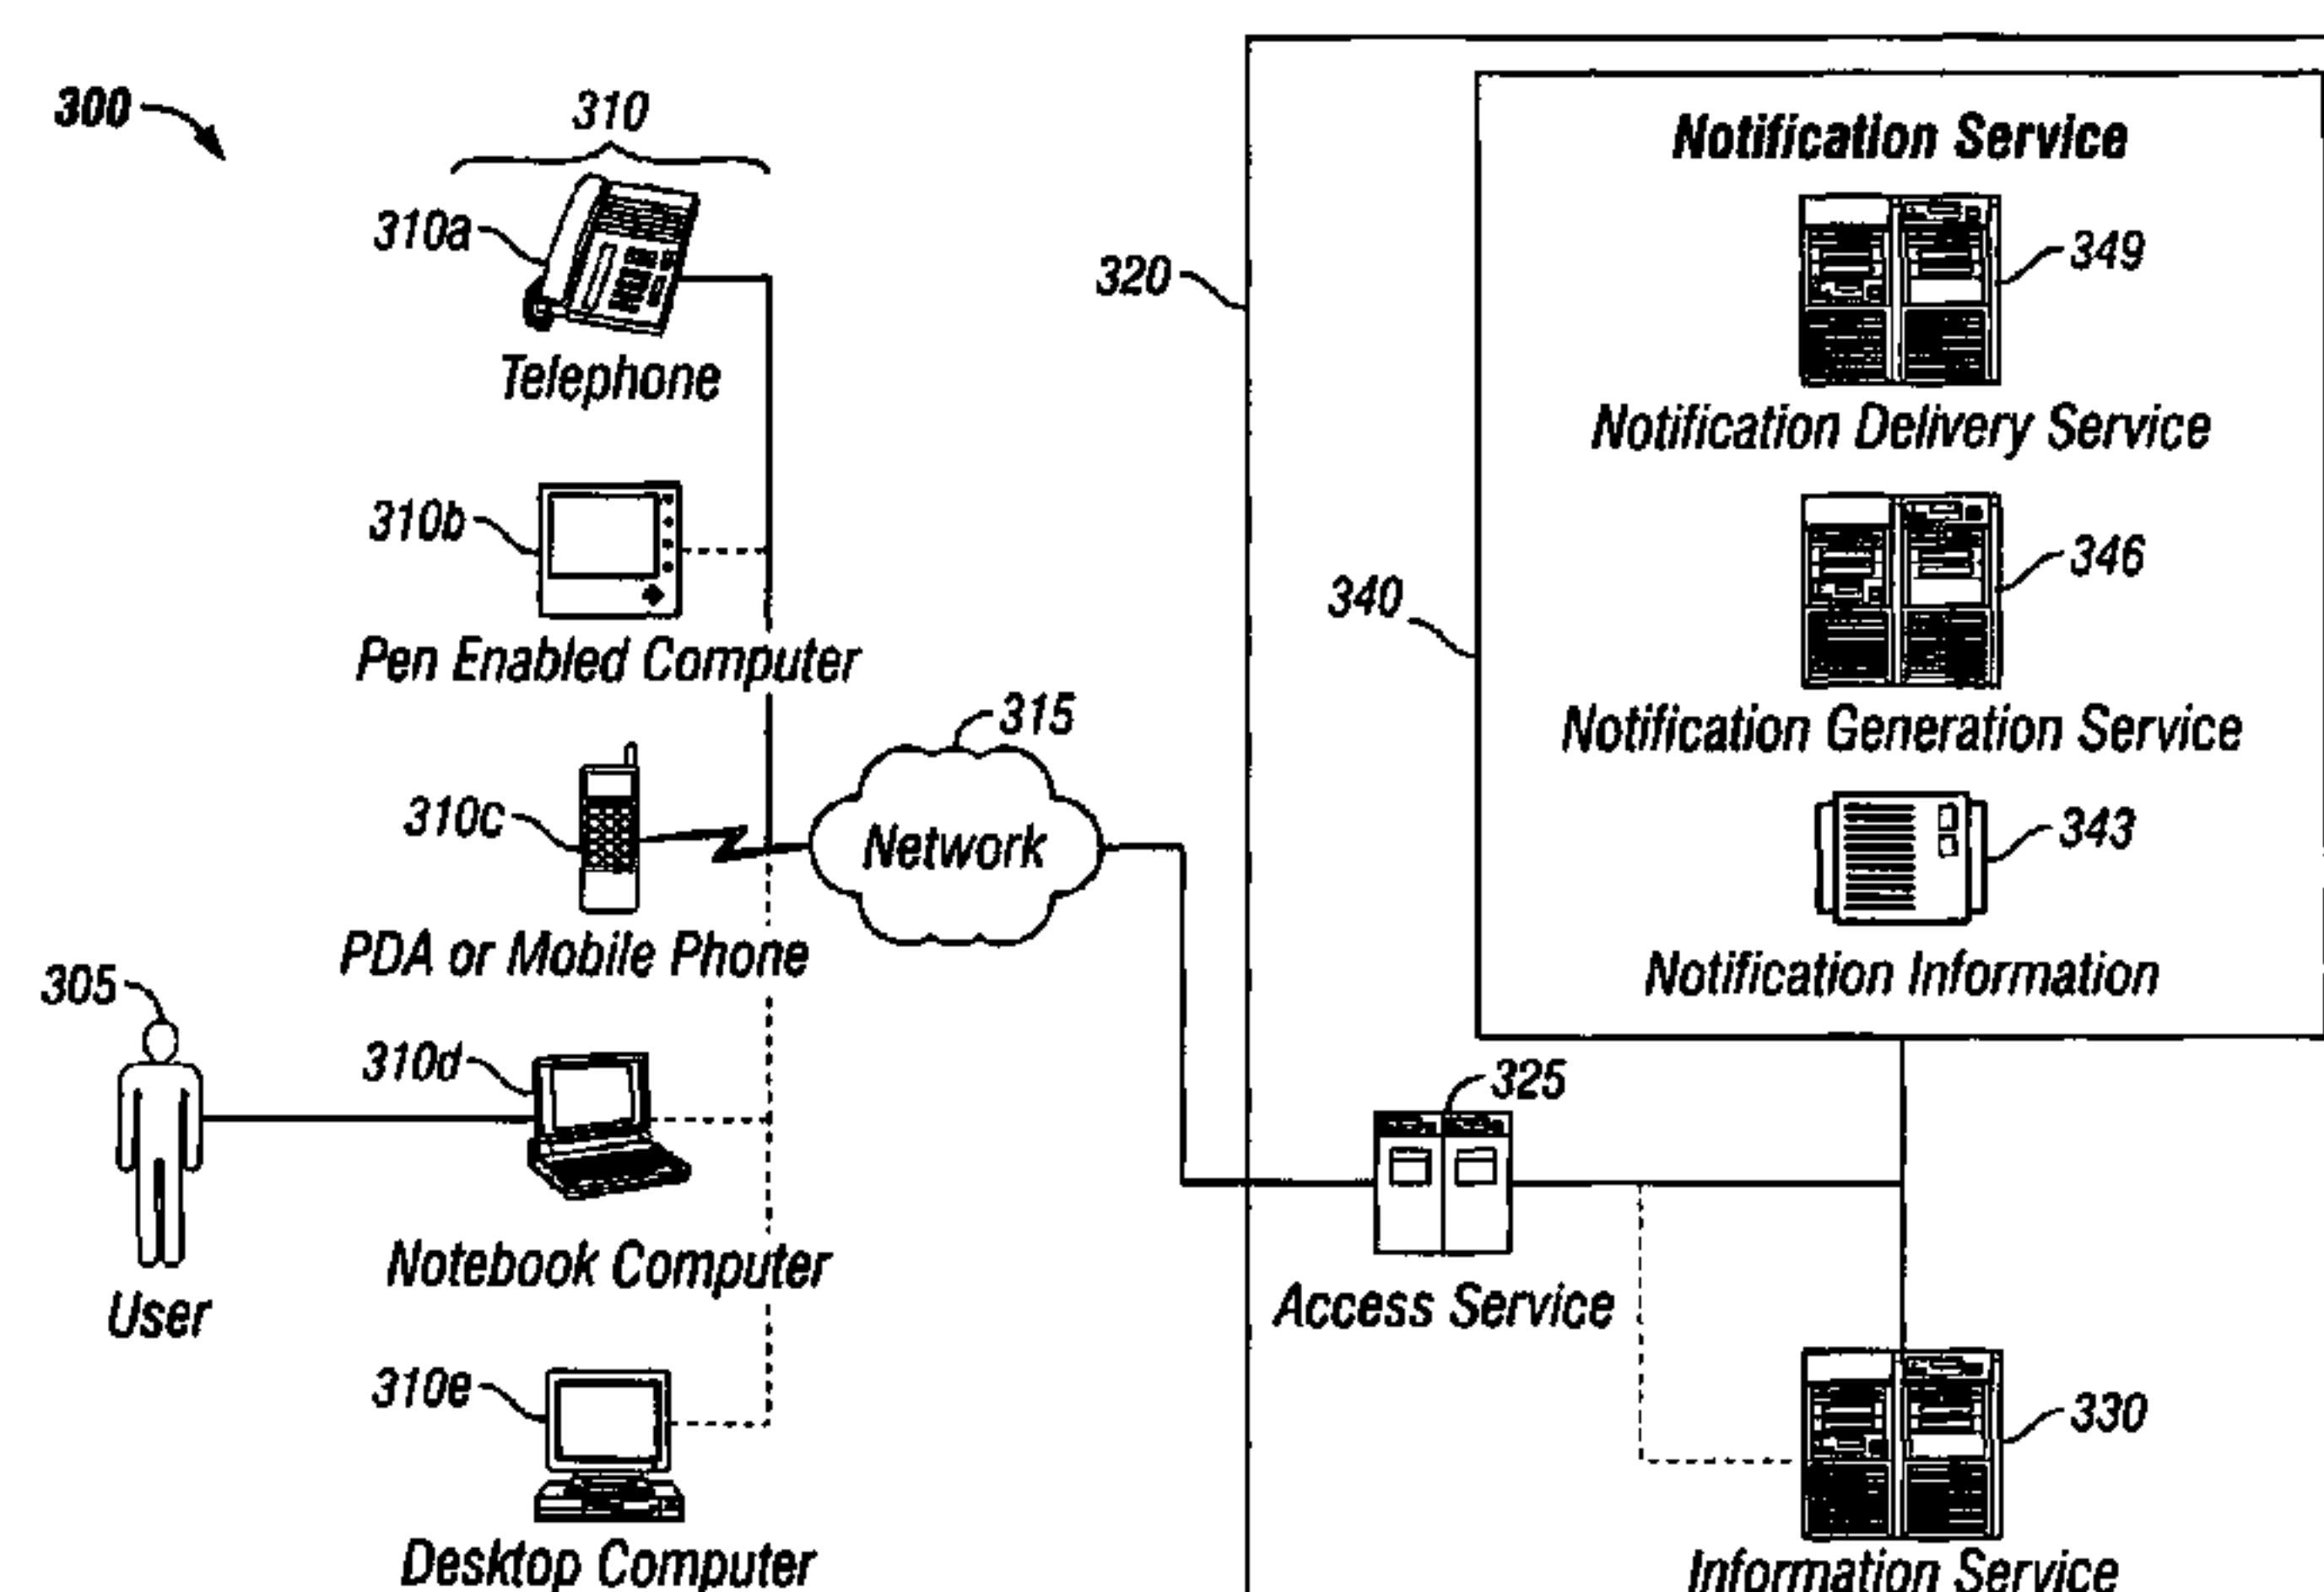 300
310
310a
Telephone
310b
Pen Enabled Computer
310c
PDA or Mobile Phone
305
User
310d
Notebook Computer
310e
Desktop Computer
315
Network
320
340
Notification Service
349
Notification Delivery Service
346
Notification Generation Service
343
Notification Information
325
Access Service
330
Information Service